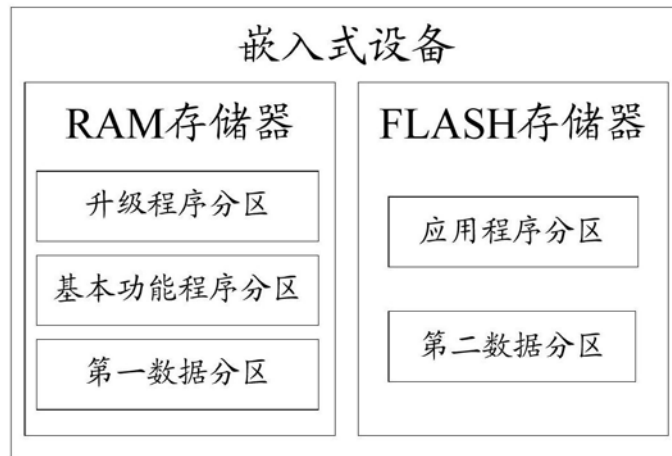 嵌入式设备
RAM存储器
升级程序分区
基本功能程序分区
第一数据分区
FLASH存储器
应用程序分区
第二数据分区